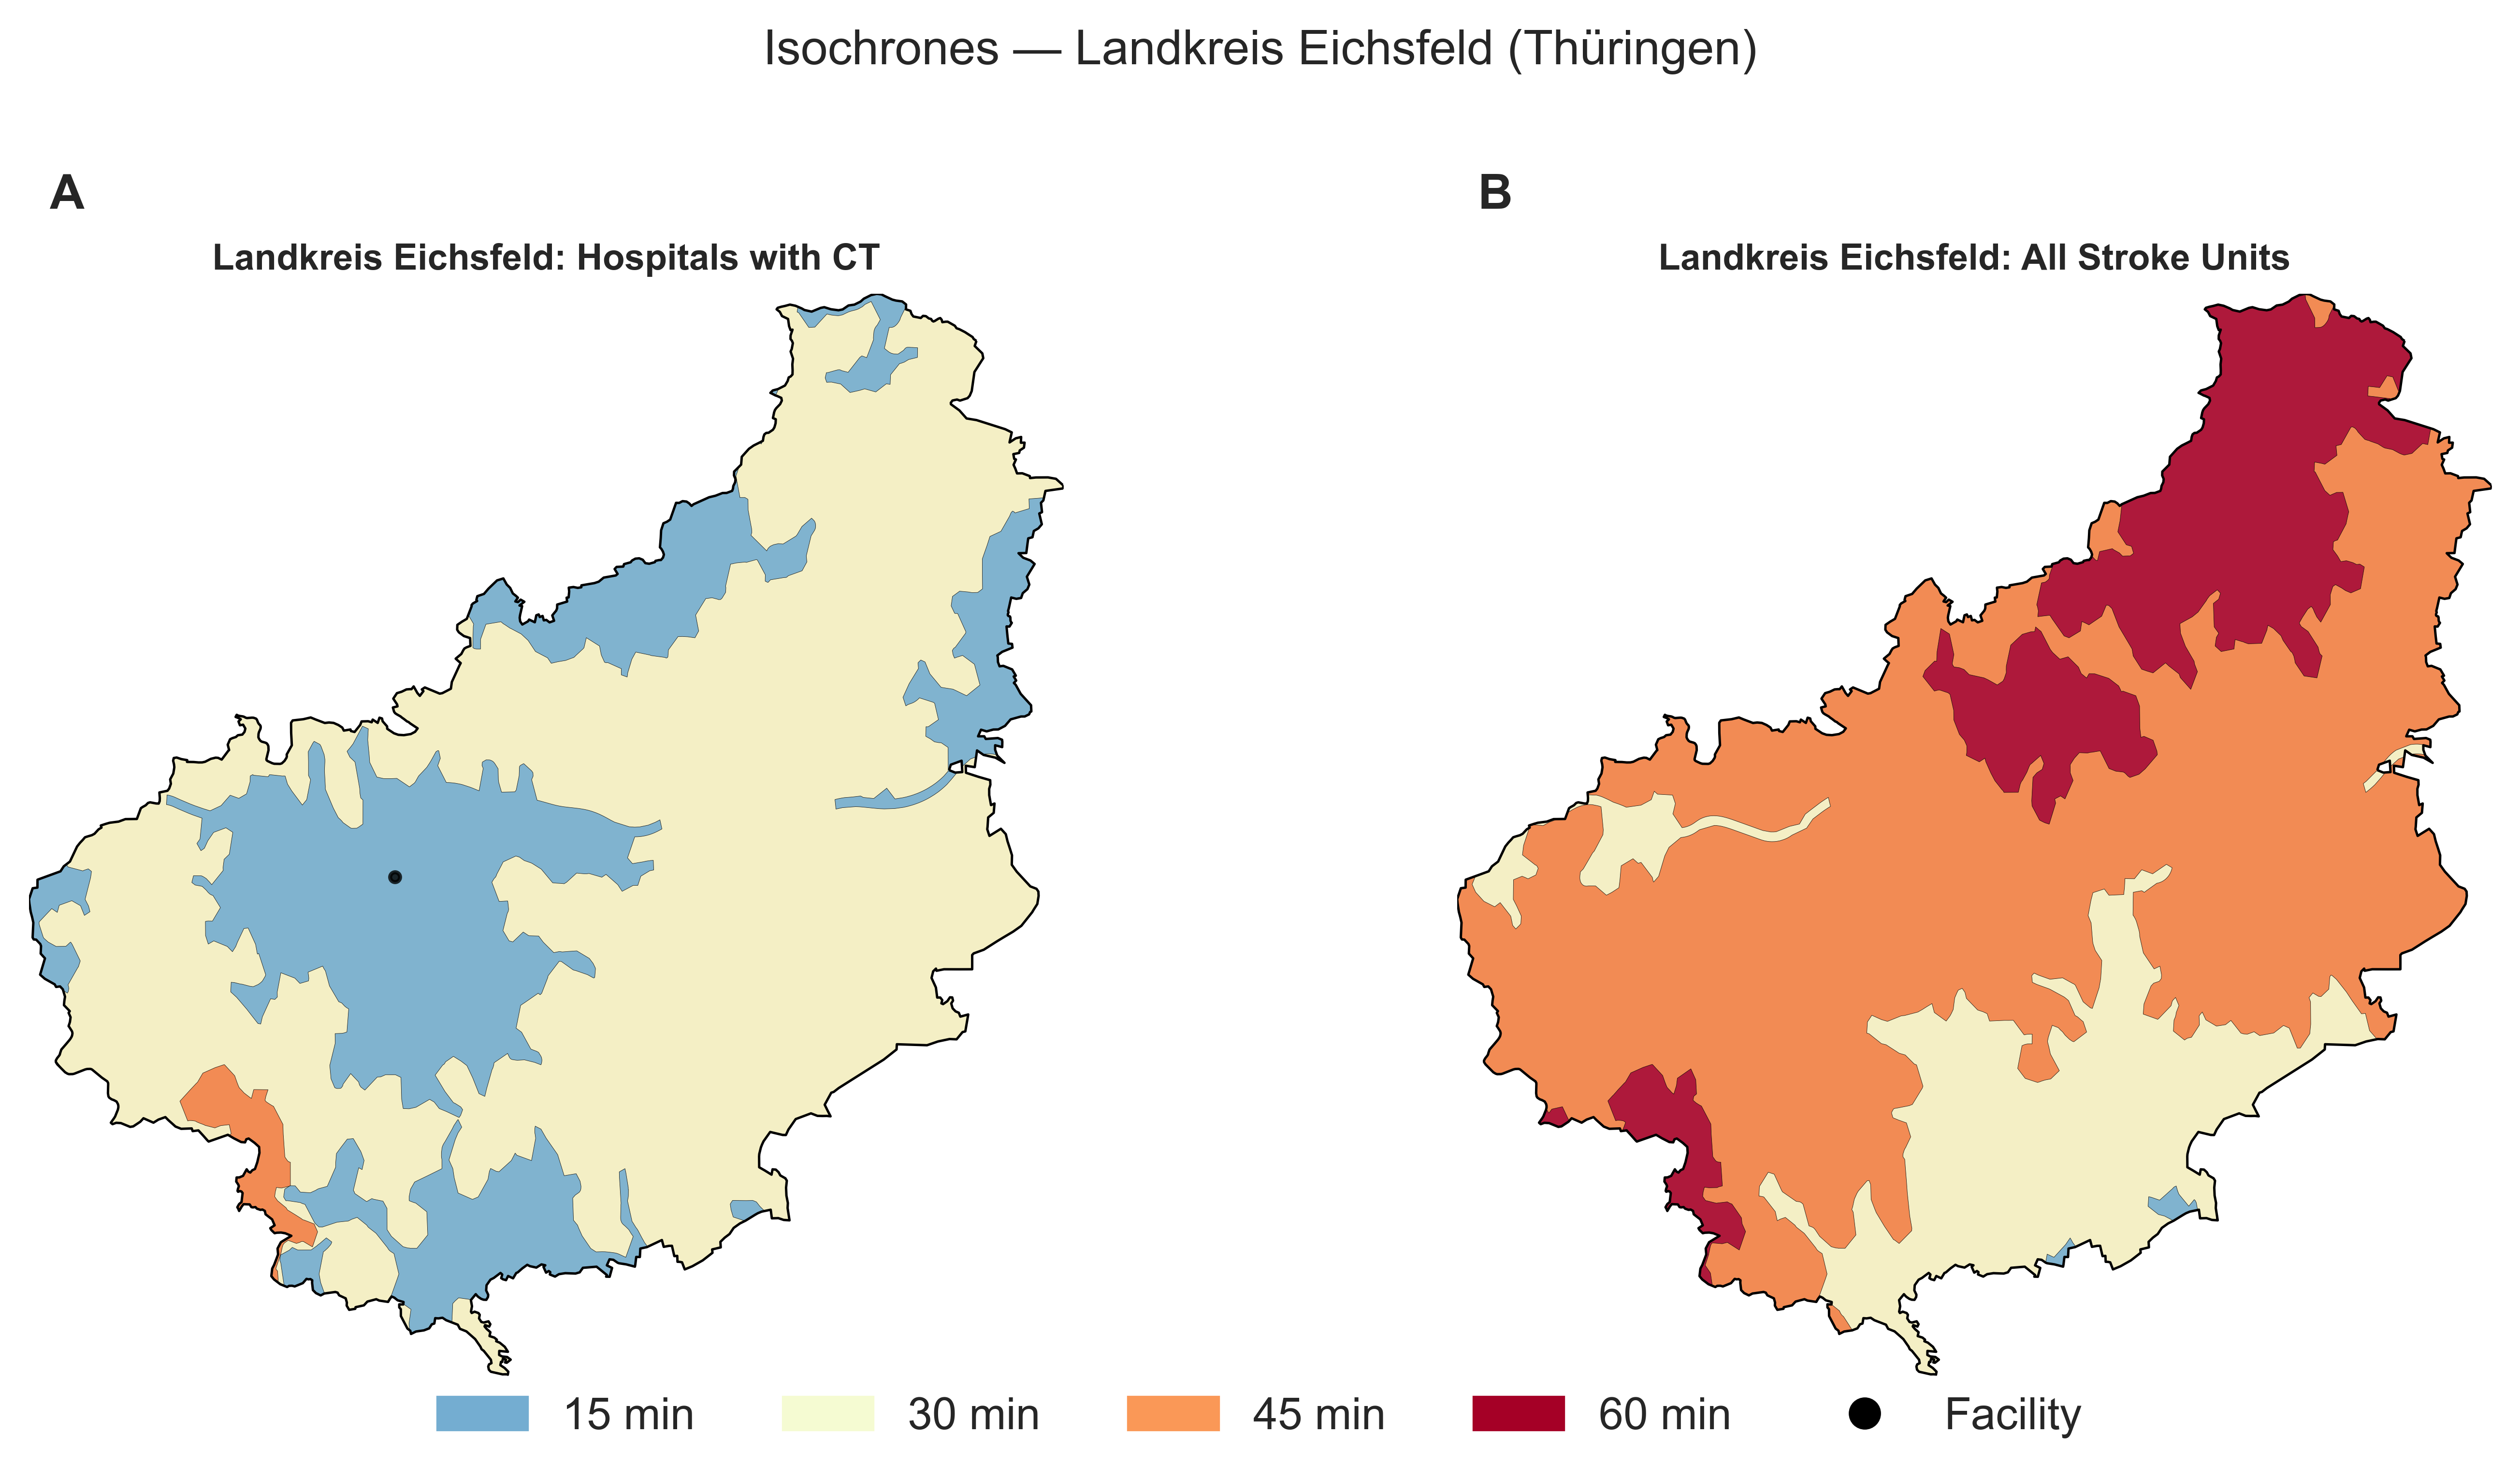 Isochrones — Landkreis Eichsfeld (Thüringen)
A
B
Landkreis Eichsfeld: Hospitals with CT
Landkreis Eichsfeld: All Stroke Units
15 min
30 min
45 min
60 min
Facility